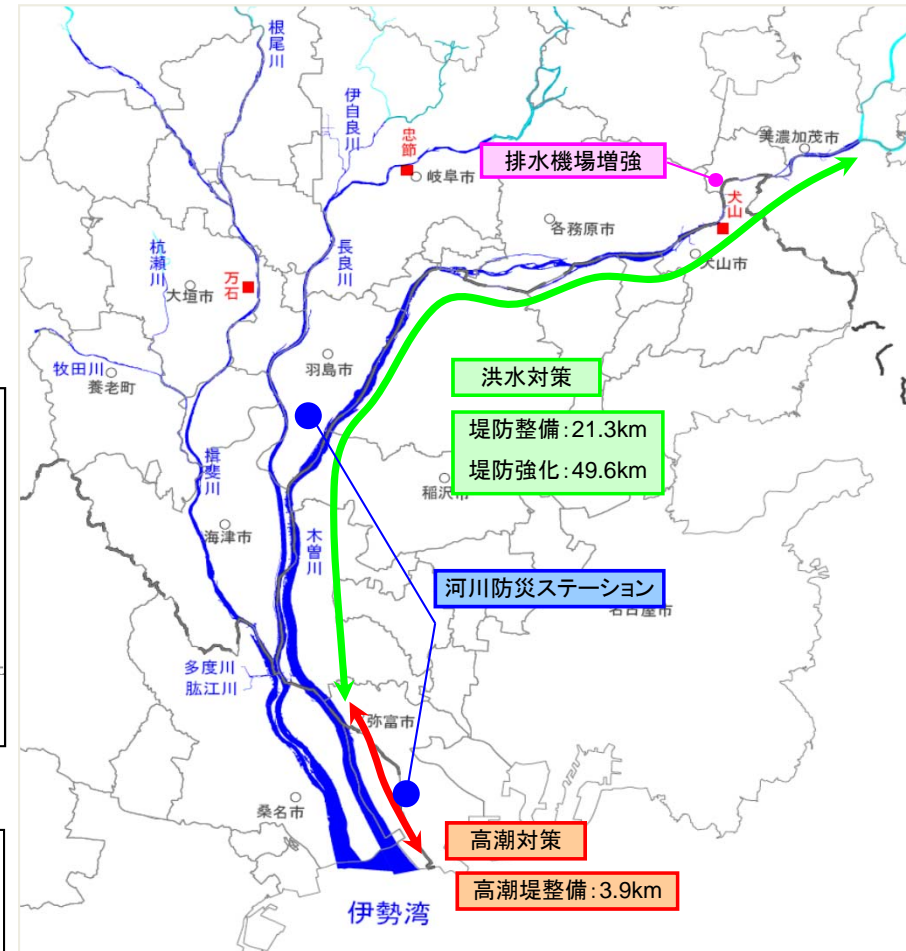 根尾川
伊自良川
忠節
岐阜市
美濃加茂市
排水機場増強
犬山
各務原市
犬山市
杭瀬川
大垣市
万石
長良川
牧田川
養老町
羽島市
洪水対策
堤防整備:21.3km
堤防強化:49.6km
稲沢市
揖斐川
海津市
木曽川
河川防災ステーション
名古屋市
多度川
肱江川
弥富市
桑名市
高潮対策
高潮堤整備:3.9km
伊勢湾